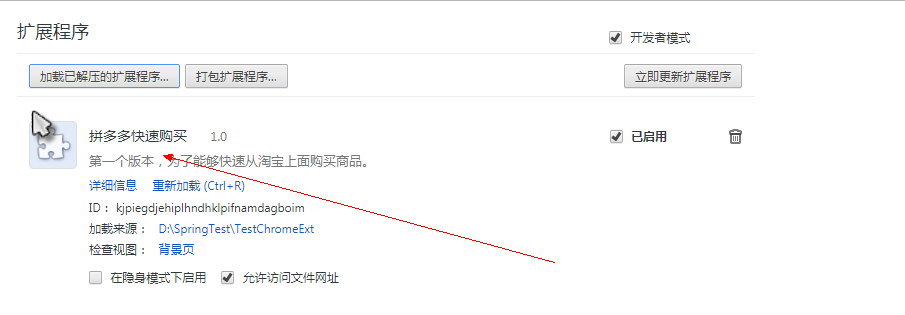 扩展程序
开发者模式
加载已解压的扩展程序... 打包扩展程序... 立即更新扩展程序
拼多多快速购买 1.0 已启用
第一个版本，为了能够快速从淘宝上面购买商品。
详细信息 重新加载 (Ctrl+R)
ID： kjpiegdjehiplhndhklpifnamdagboim
加载来源： D:\SpringTest\TestChromeExt
检查视图： 背景页
在隐身模式下启用 允许访问文件网址